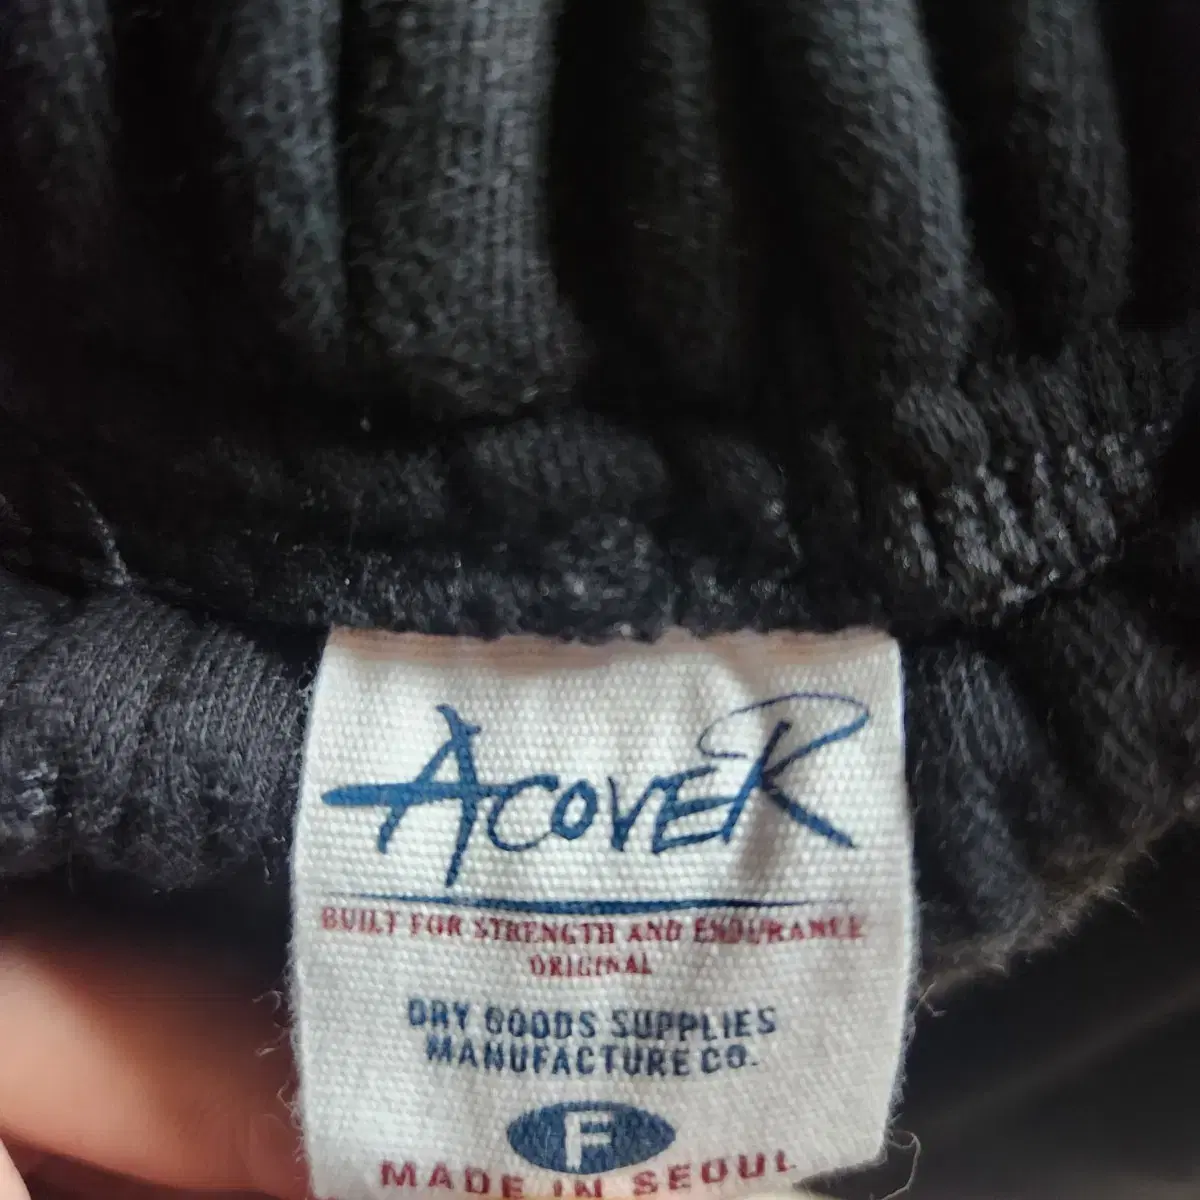 ACOVER
BUILT FOR STRENGTH AND ENDURANCE
ORIGINAL
DRY GOODS SUPPLIES
MANUFACTURE CO.
F
MADE IN SEOUL